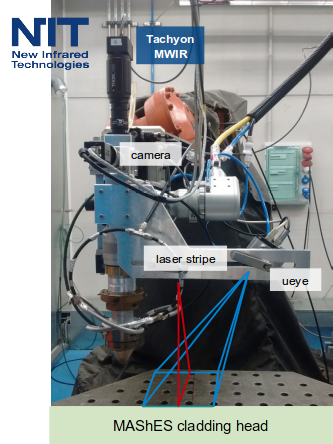 NIT
New Infrared
Technologies
Tachyon
MWIR
camera
laser stripe
ueye
MAShES cladding head